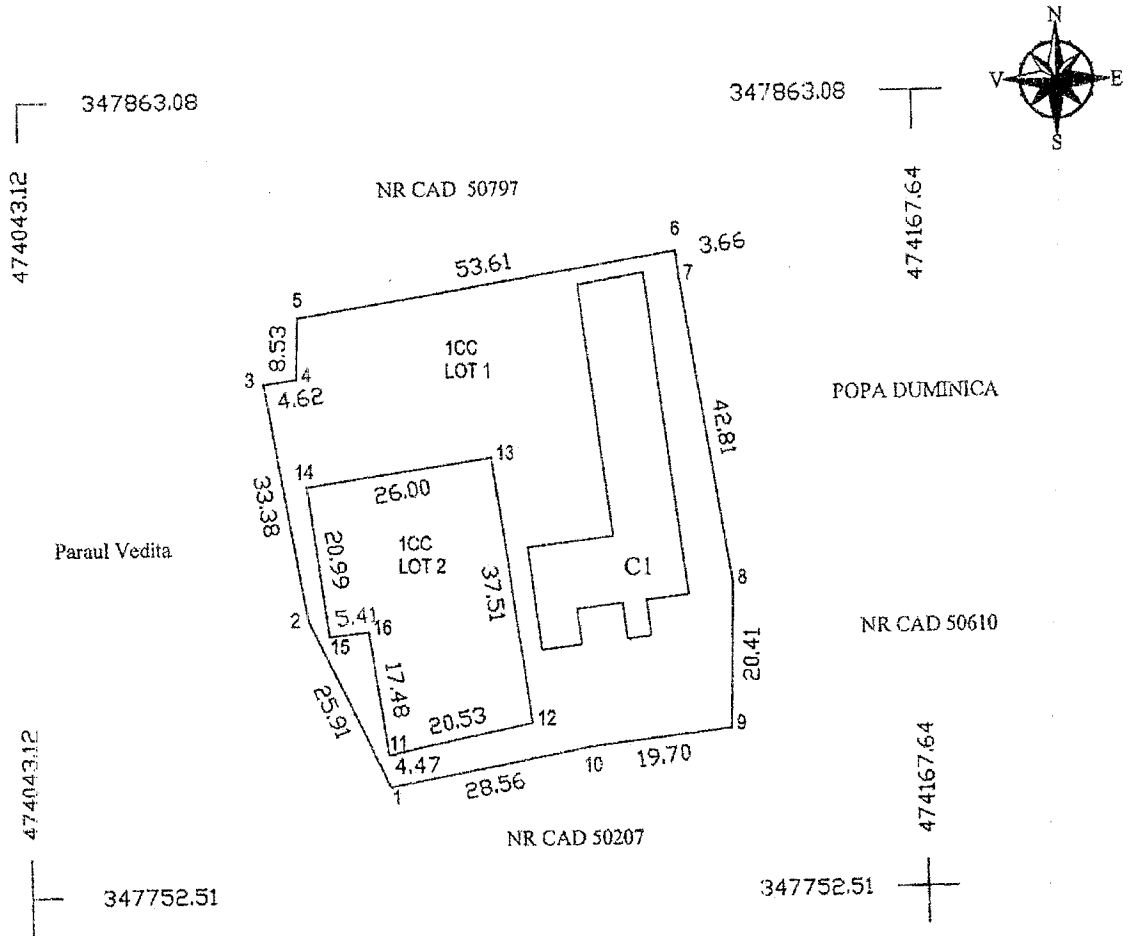 N
V
E
S
347863.08
347863.08
474043.12
474167.64
NR CAD 50797
6
3.66
7
53.61
5
8.53
1CC
LOT 1
3
4
4.62
POPA DUMINICA
42.81
13
14
26.00
33.38
1CC
LOT 2
Paraul Vedita
20.99
37.51
C1
8
2
5.41
16
15
NR CAD 50610
20.41
17.48
25.91
20.53
12
9
11
4.47
10
19.70
28.56
1
474043.12
474167.64
NR CAD 50207
347752.51
347752.51